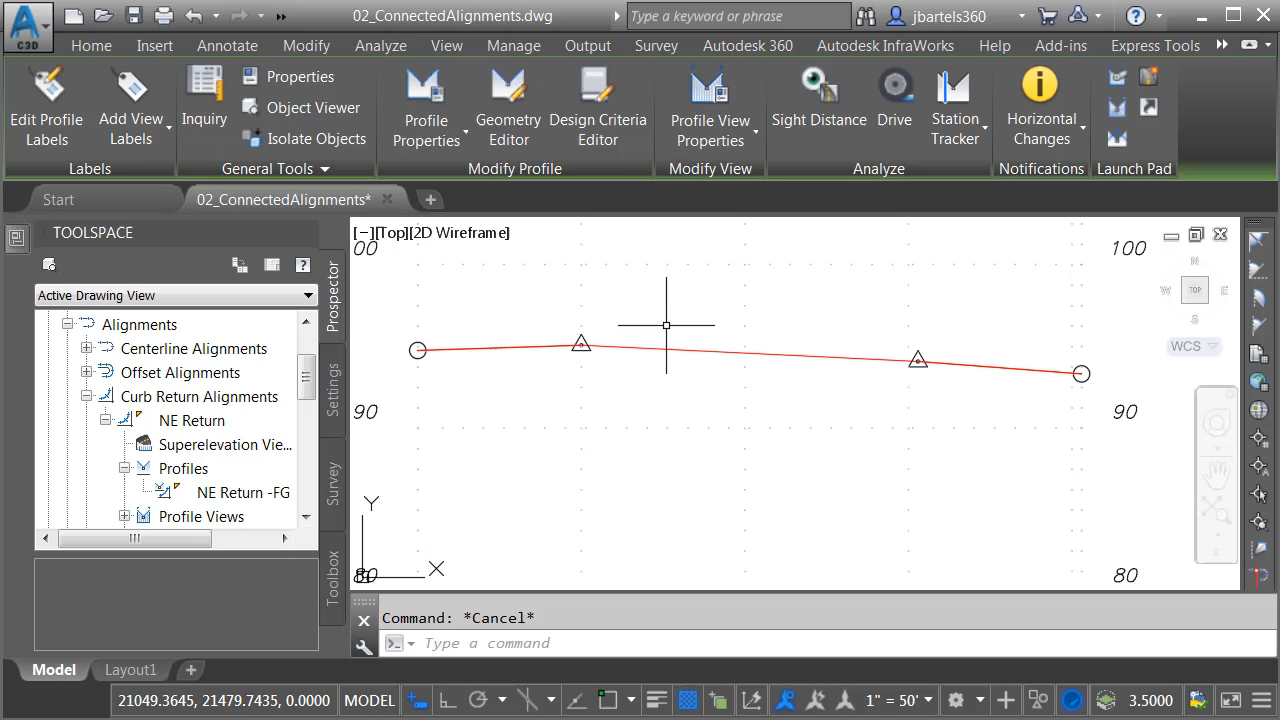 02_ConnectedAlignments.dwg
Type a keyword or phrase
jbartels360
C3D
Home Insert Annotate Modify Analyze View Manage Output Survey Autodesk 360 Autodesk InfraWorks Help Add-ins Express Tools
Edit Profile Labels
Add View Labels
Inquiry
Properties
Object Viewer
Isolate Objects
Profile Properties
Geometry Editor
Design Criteria Editor
Profile View Properties
Sight Distance
Drive
Station Tracker
Horizontal Changes
Labels
General Tools
Modify Profile
Modify View
Analyze
Notifications
Launch Pad
Start
02_ConnectedAlignments*
TOOLSPACE
Active Drawing View
Alignments
Centerline Alignments
Offset Alignments
Curb Return Alignments
NE Return
Superelevation Vie...
Profiles
NE Return -FG
Profile Views
Prospector
Settings
Survey
Toolbox
[−][Top][2D Wireframe]
00
100
90
90
80
80
Y
X
N
W
TOP
E
S
WCS
Command: *Cancel*
Type a command
Model
Layout1
21049.3645, 21479.7435, 0.0000
MODEL
1" = 50'
3.5000